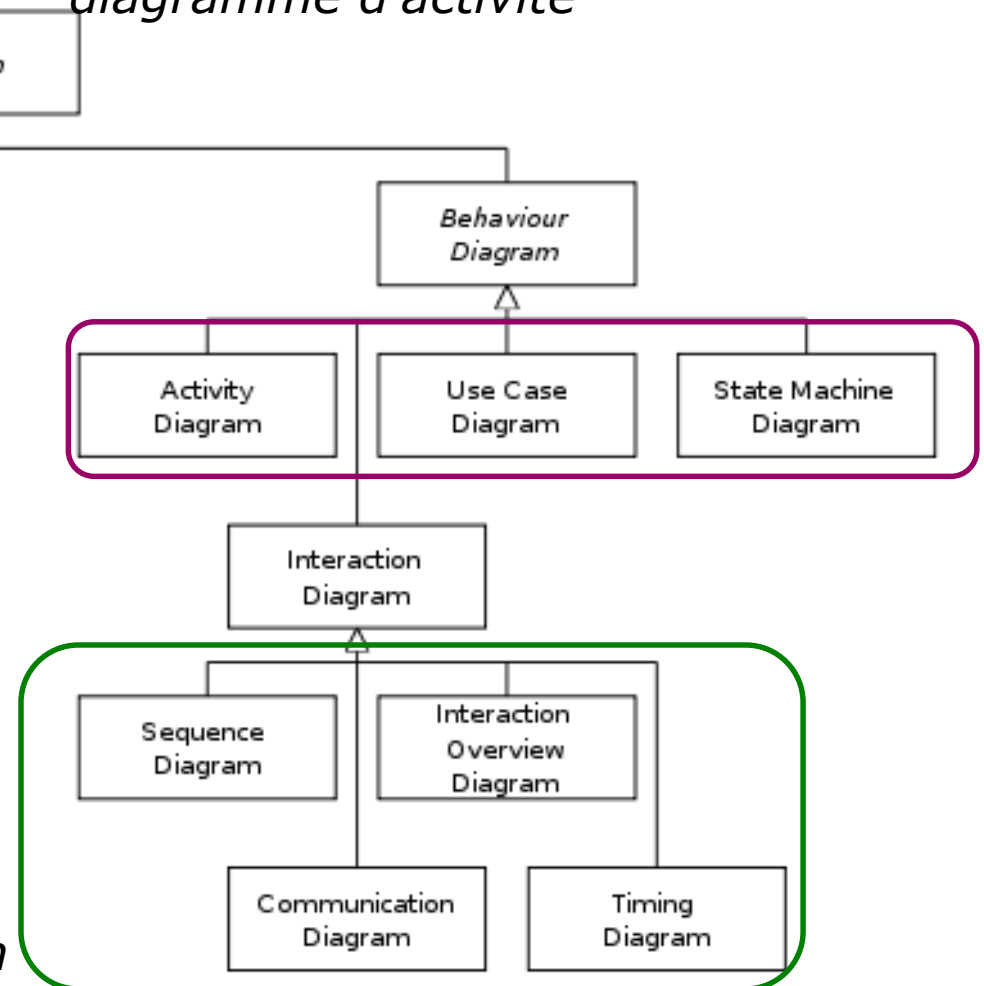 diagramme d'activité
Behaviour
Diagram
Activity
Diagram
Use Case
Diagram
State Machine
Diagram
Interaction
Diagram
Sequence
Diagram
Interaction
Overview
Diagram
Communication
Diagram
Timing
Diagram